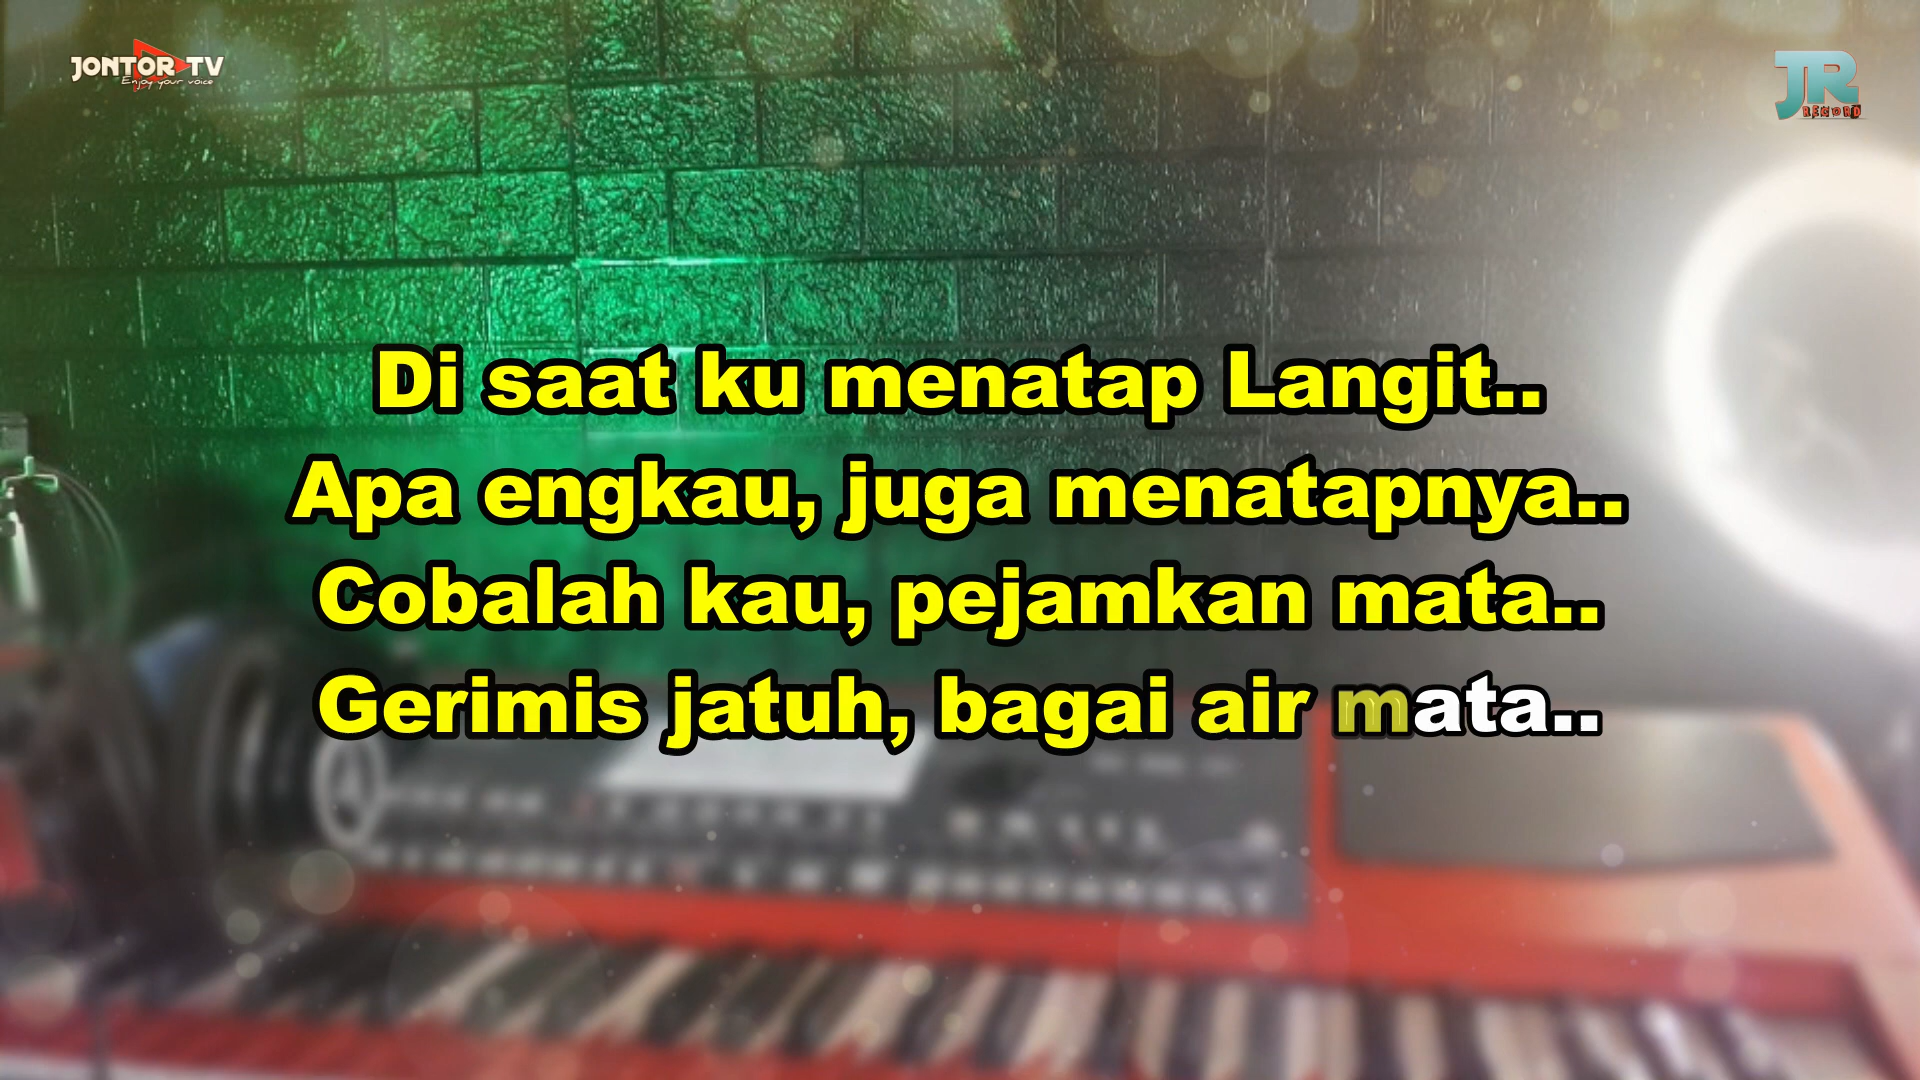 JONTOR TV
Enjoy your voice
JR
RECORD
Di saat ku menatap Langit..
Apa engkau, juga menatapnya..
Cobalah kau, pejamkan mata..
Gerimis jatuh, bagai air mata..